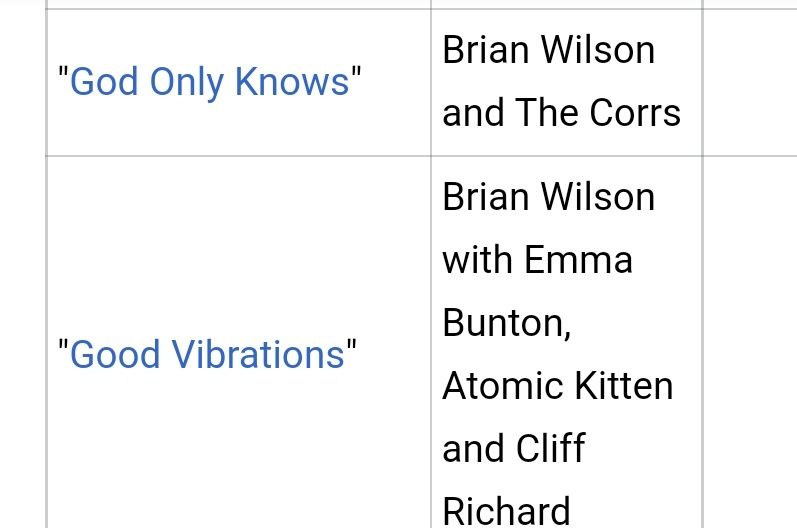 "God Only Knows"
Brian Wilson
and The Corrs
"Good Vibrations"
Brian Wilson
with Emma
Bunton,
Atomic Kitten
and Cliff
Richard